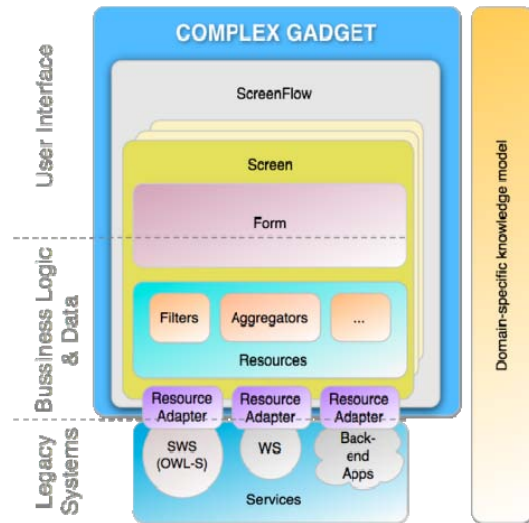 COMPLEX GADGET
ScreenFlow
Screen
Form
Filters
Aggregators
...
Resources
Resource
Adapter
Resource
Adapter
Resource
Adapter
SWS
(OWL-S)
WS
Back-
end
Apps
Services
User Interface
Bussiness Logic
& Data
Legacy
Systems
Domain-specific knowledge model